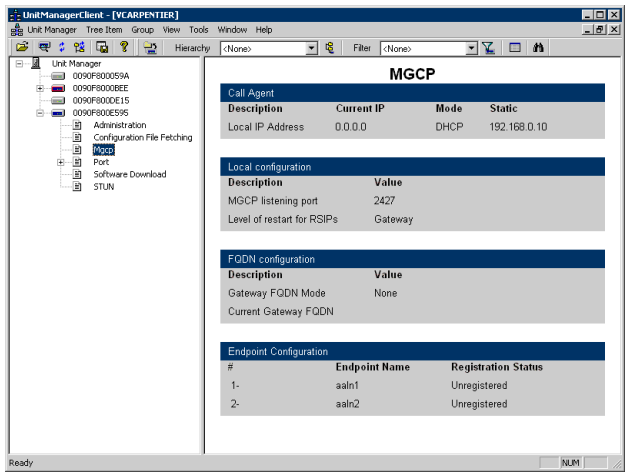 UnitManagerClient - [VCARPENTIER]
Unit Manager Tree Item Group View Tools Window Help
Hierarchy <None> Filter <None>
Unit Manager
0090F800059A
0090F8000BEE
0090F800DE15
0090F800E595
Administration
Configuration File Fetching
Mgcp
Port
Software Download
STUN
MGCP
Call Agent
Description Current IP Mode Static
Local IP Address 0.0.0.0 DHCP 192.168.0.10
Local configuration
Description Value
MGCP listening port 2427
Level of restart for RSIPs Gateway
FQDN configuration
Description Value
Gateway FQDN Mode None
Current Gateway FQDN
Endpoint Configuration
# Endpoint Name Registration Status
1- aaln1 Unregistered
2- aaln2 Unregistered
Ready NUM